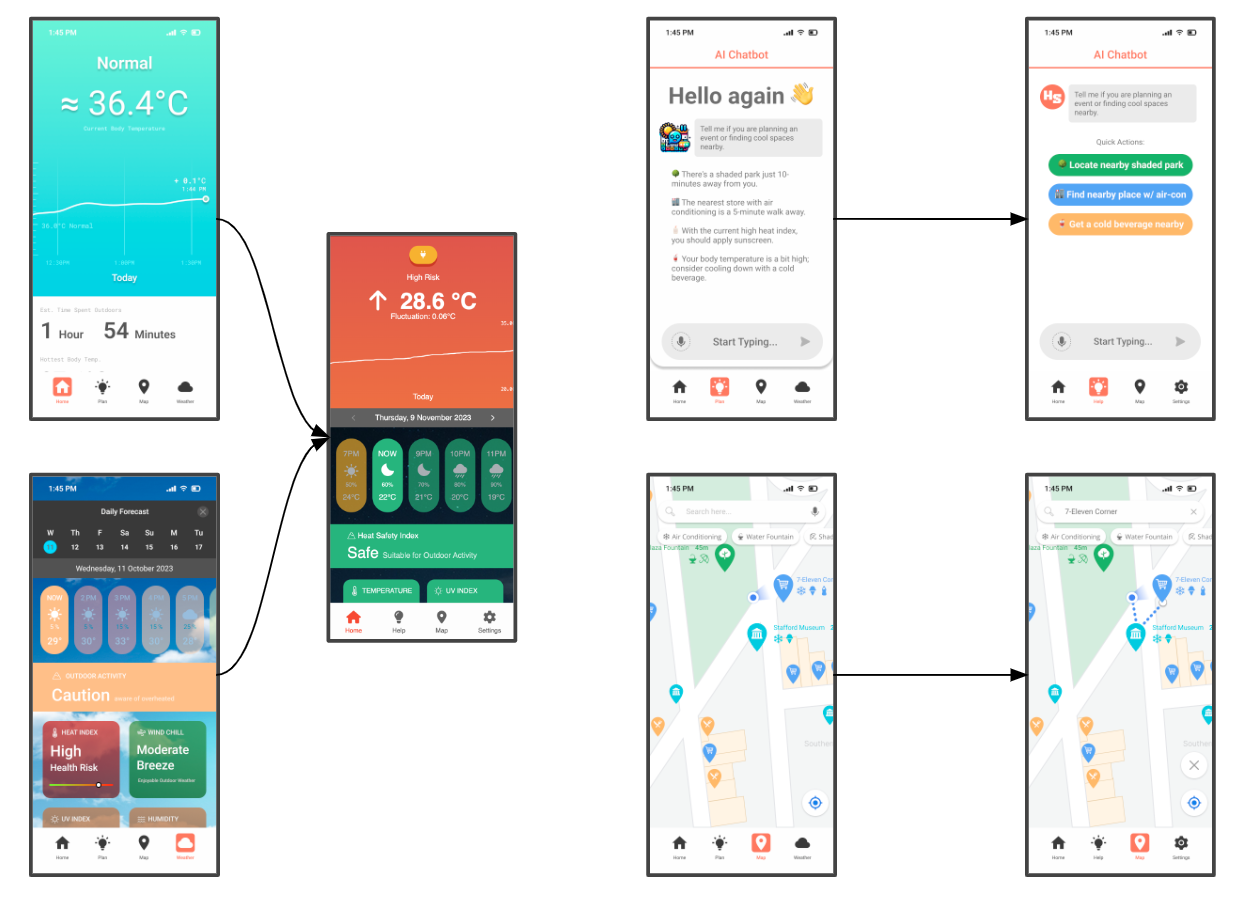 1:45 PM
Normal
≈ 36.4°C
Current Body Temperature
+ 0.1°C
1:44 PM
36.0°C Normal
12:30PM 1:00PM 1:30PM
Today
Est. Time Spent Outdoors
1 Hour 54 Minutes
Hottest Body Temp.
Home Plan Map Weather
1:45 PM
Daily Forecast
W Th F Sa Su M Tu
11 12 13 14 15 16 17
Wednesday, 11 October 2023
NOW 2 PM 3 PM 4 PM 5 PM
5% 5% 15% 15% 25%
29° 30° 33° 30° 28°
OUTDOOR ACTIVITY
Caution aware of overheated
HEAT INDEX
High
Health Risk
WIND CHILL
Moderate
Breeze
Enjoyable Outdoor Weather
UV INDEX
HUMIDITY
Home Plan Map Weather
High Risk
↑ 28.6 °C
Fluctuation: 0.06°C
35.0
20.0
Today
< Thursday, 9 November 2023 >
7PM NOW 9PM 10PM 11PM
60% 60% 70% 80% 90%
24°C 22°C 21°C 20°C 19°C
Heat Safety Index
Safe Suitable for Outdoor Activity
TEMPERATURE
UV INDEX
Home Help Map Settings
1:45 PM
AI Chatbot
Hello again 👋
Tell me if you are planning an
event or finding cool spaces
nearby.
There's a shaded park just 10-
minutes away from you.
The nearest store with air
conditioning is a 5-minute walk away.
With the current high heat index,
you should apply sunscreen.
Your body temperature is a bit high;
consider cooling down with a cold
beverage.
Start Typing...
Home Plan Map Weather
1:45 PM
AI Chatbot
HS
Tell me if you are planning an
event or finding cool spaces
nearby.
Quick Actions:
Locate nearby shaded park
Find nearby place w/ air-con
Get a cold beverage nearby
Start Typing...
Home Help Map Settings
1:45 PM
Search here...
Air Conditioning
Water Fountain
Shad
laza Fountain 45m
7-Eleven Cor
Stafford Museum 2
Souther
Home Plan Map Weather
1:45 PM
7-Eleven Corner
Air Conditioning
Water Fountain
Shad
laza Fountain 45m
7-Eleven Cor
Stafford Museum 2
South
Home Help Map Settings